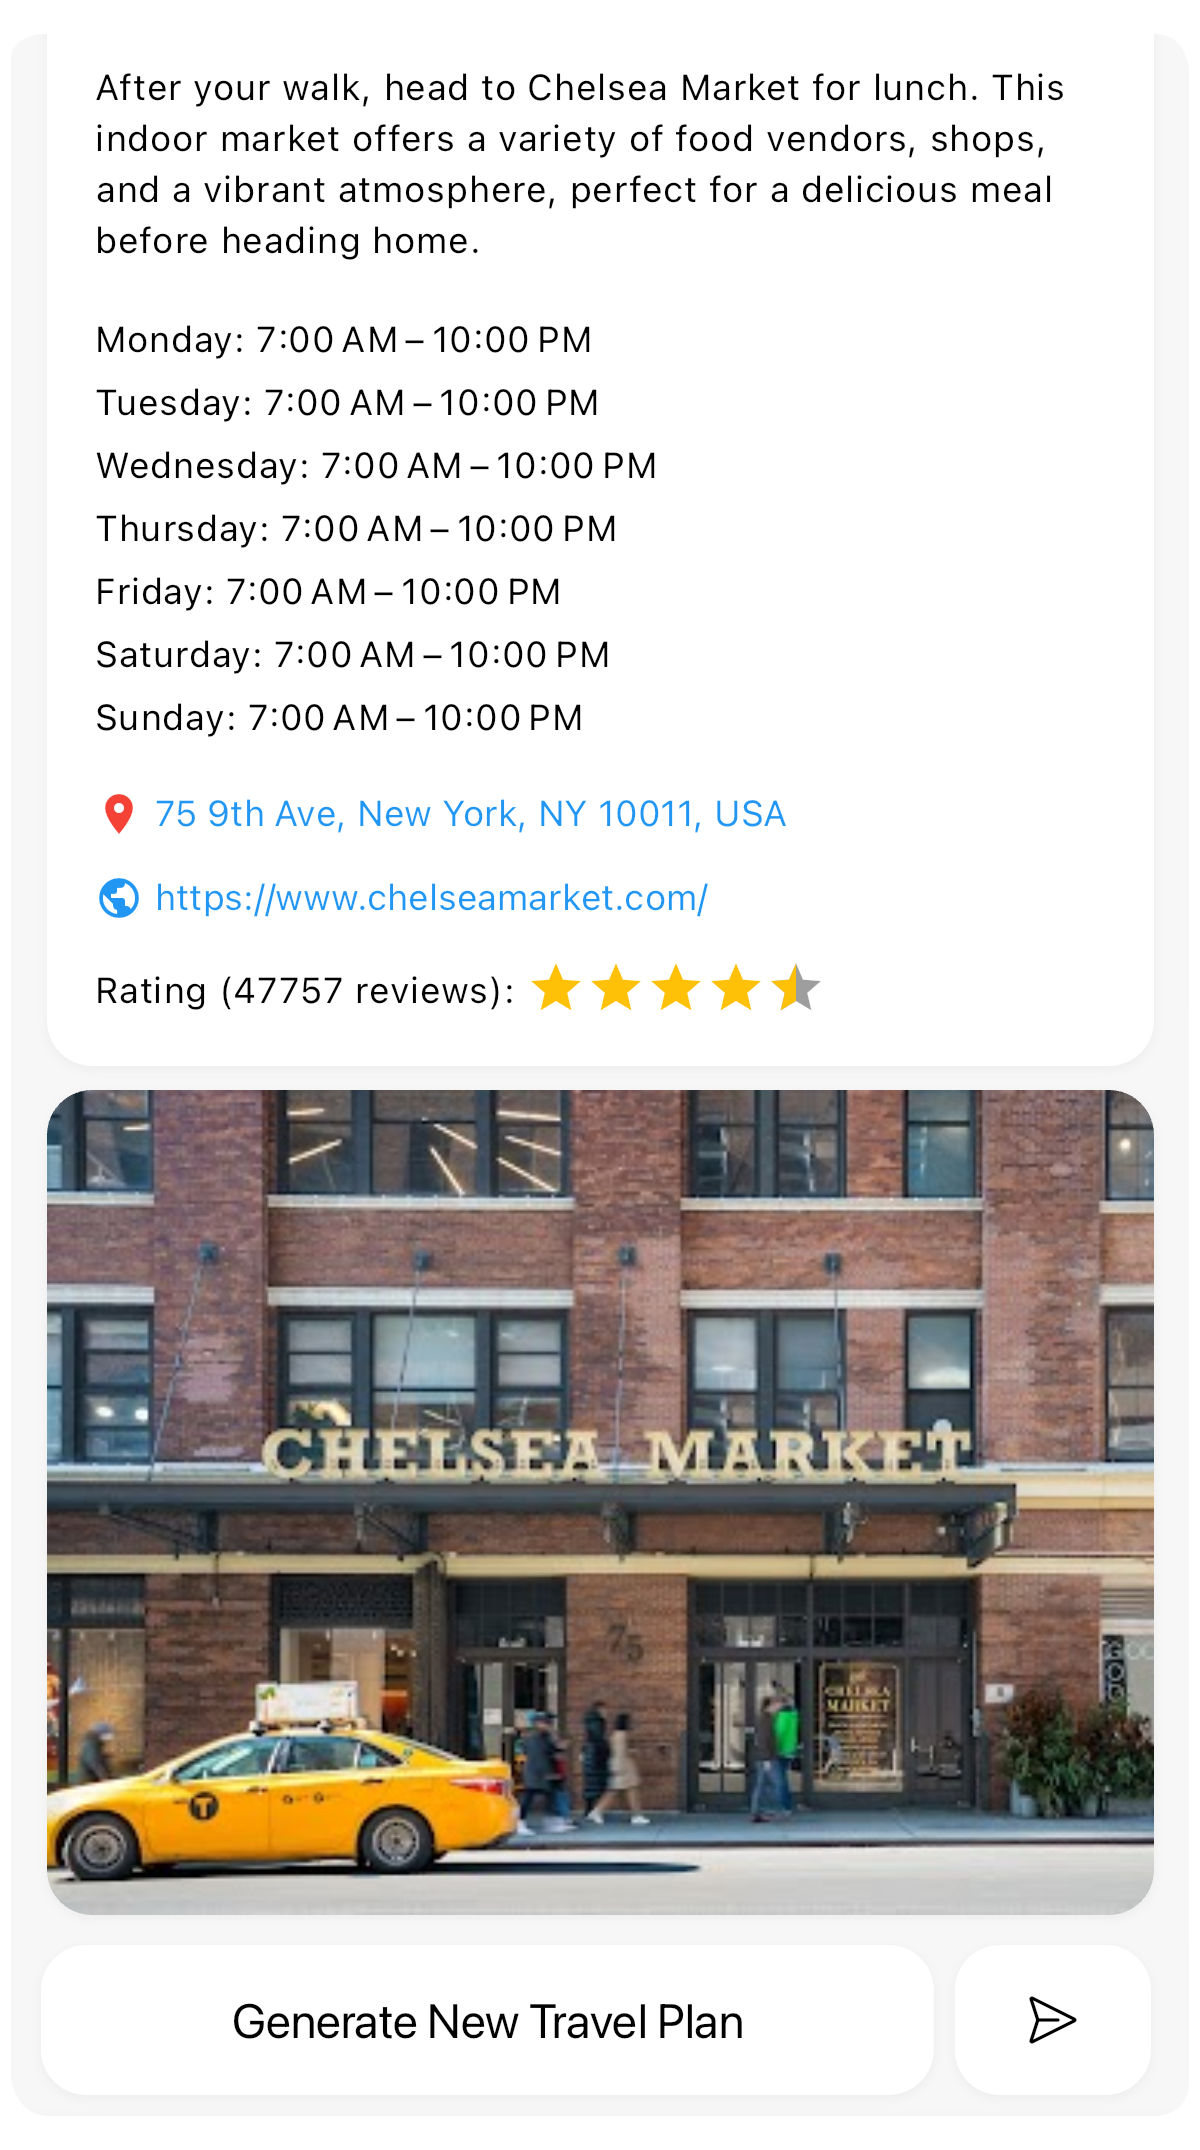 After your walk, head to Chelsea Market for lunch. This
indoor market offers a variety of food vendors, shops,
and a vibrant atmosphere, perfect for a delicious meal
before heading home.
Monday: 7:00 AM – 10:00 PM
Tuesday: 7:00 AM – 10:00 PM
Wednesday: 7:00 AM – 10:00 PM
Thursday: 7:00 AM – 10:00 PM
Friday: 7:00 AM – 10:00 PM
Saturday: 7:00 AM – 10:00 PM
Sunday: 7:00 AM – 10:00 PM
75 9th Ave, New York, NY 10011, USA
https://www.chelseamarket.com/
Rating (47757 reviews):
CHELSEA MARKET
75
CHELSEA
MARKET
T
Generate New Travel Plan